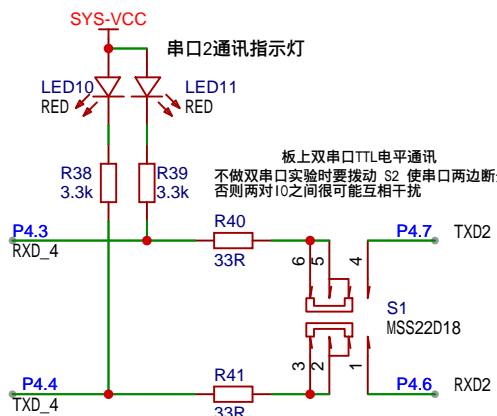 SYS-VCC
串口2通讯指示灯
LED10
RED
LED11
RED
板上双串口TTL电平通讯
不做双串口实验时要拨动 S2 使串口两边断
否则两对IO之间很可能互相干扰
R38
3.3k
R39
3.3k
P4.3
RXD_4
R40
33R
P4.7
TXD2
6
5
4
S1
MSS22D18
3
2
1
P4.4
TXD_4
R41
33R
P4.6
RXD2